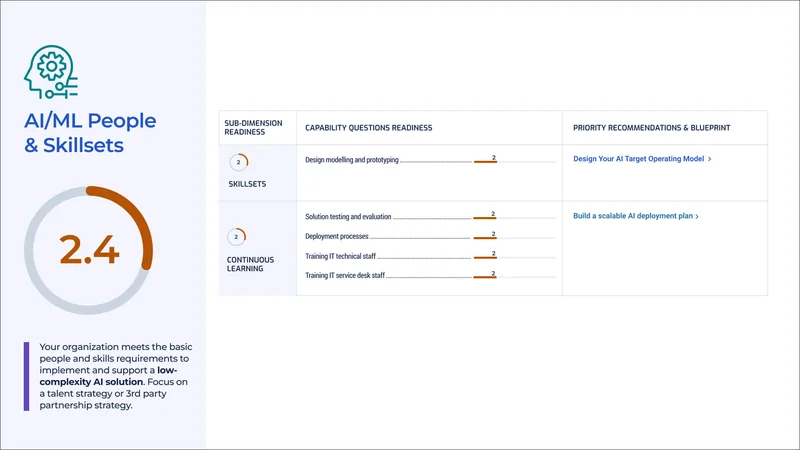 AI/ML People
& Skillsets
2.4
Your organization meets the basic
people and skills requirements to
implement and support a low-
complexity AI solution. Focus on
a talent strategy or 3rd party
partnership strategy.
SUB-DIMENSION
READINESS
CAPABILITY QUESTIONS READINESS
PRIORITY RECOMMENDATIONS & BLUEPRINT
2
SKILLSETS
Design modelling and prototyping 2
Design Your AI Target Operating Model >
2
CONTINUOUS
LEARNING
Solution testing and evaluation 2
Deployment processes 2
Training IT technical staff 2
Training IT service desk staff 2
Build a scalable AI deployment plan >